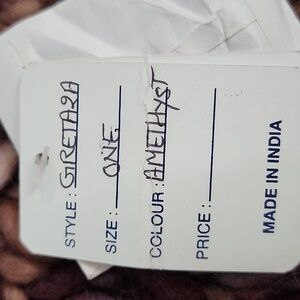 STYLE: GRETA2A
SIZE: ONE
COLOUR: AMETHYST
PRICE:
MADE IN INDIA